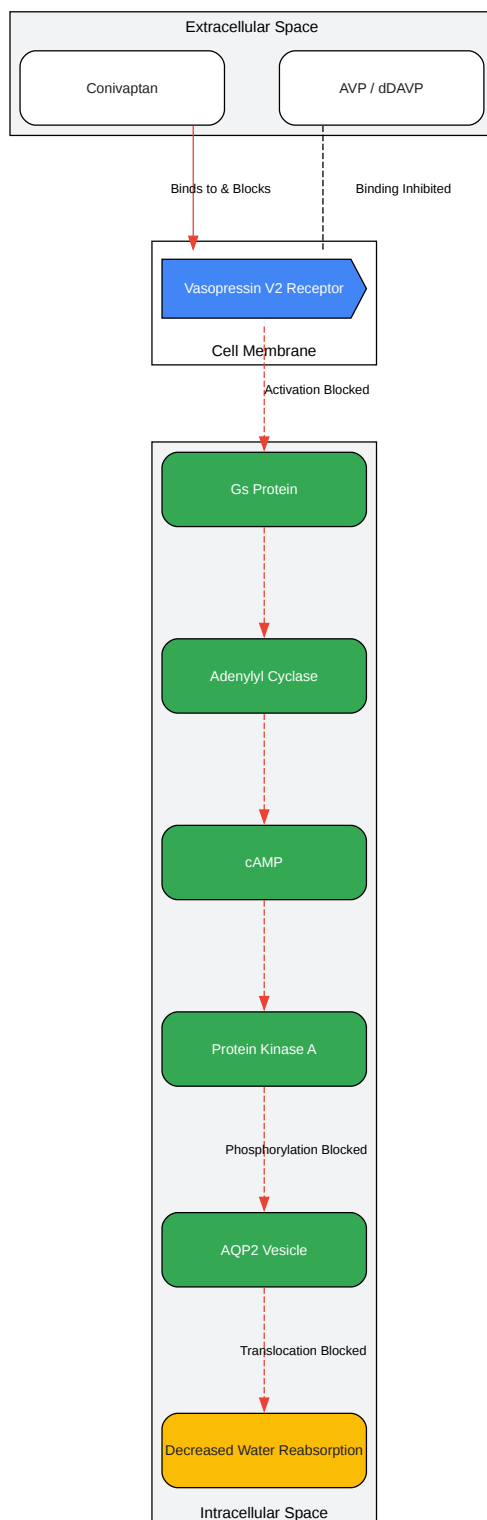 Extracellular Space
Conivaptan
AVP / dDAVP
Binds to & Blocks
Binding Inhibited
Vasopressin V2 Receptor
Cell Membrane
Activation Blocked
Gs Protein
Adenylyl Cyclase
cAMP
Protein Kinase A
Phosphorylation Blocked
AQP2 Vesicle
Translocation Blocked
Decreased Water Reabsorption
Intracellular Space